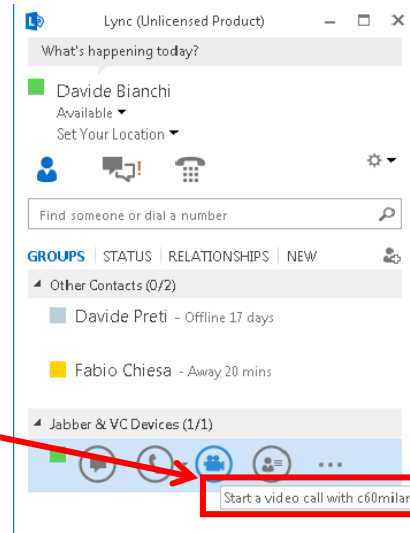 Lync (Unlicensed Product)
What's happening today?
Davide Bianchi
Available
Set Your Location
Find someone or dial a number
GROUPS STATUS RELATIONSHIPS NEW
Other Contacts (0/2)
Davide Preti - Offline 17 days
Fabio Chiesa - Away 20 mins
Jabber & VC Devices (1/1)
Start a video call with c60milan